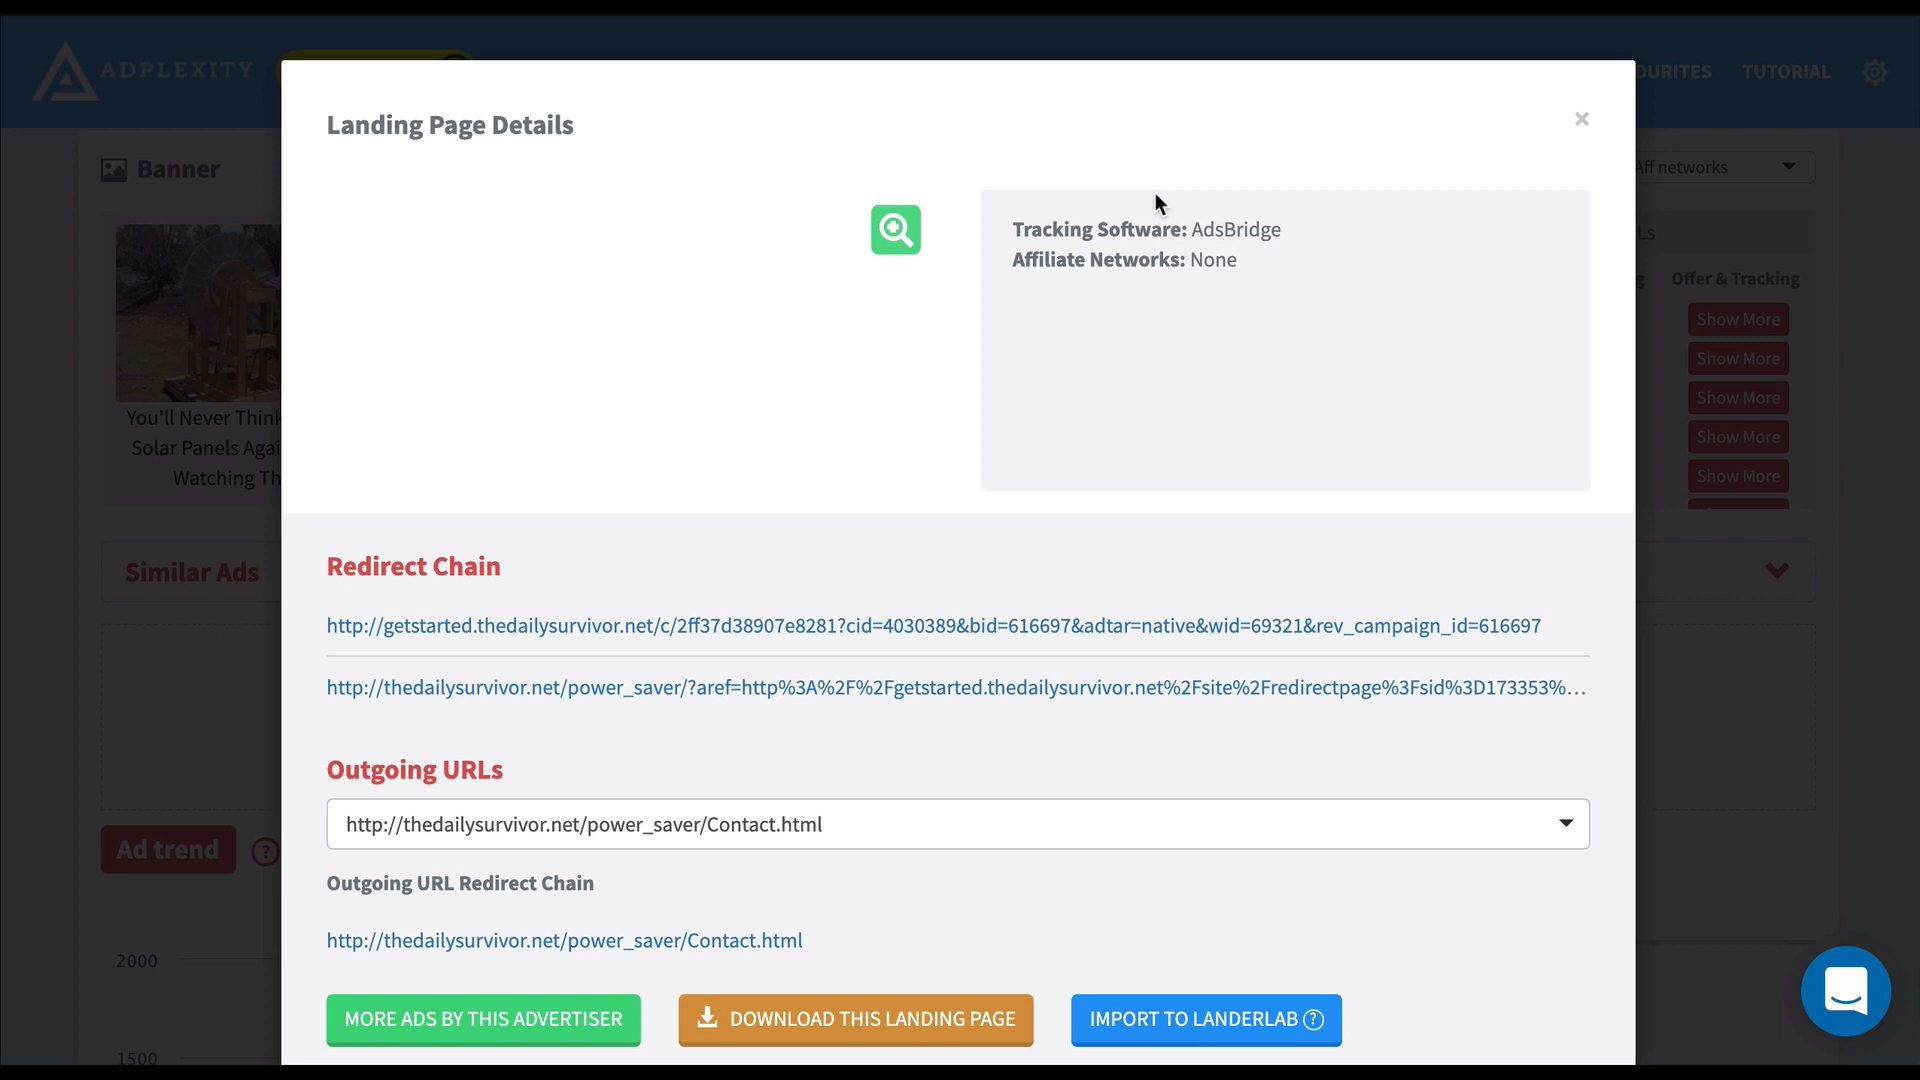 ADPLEXITY
OURITES
TUTORIAL
Banner
Aff networks
Landing Page Details
×
Tracking Software: AdsBridge
Affiliate Networks: None
Ls
g
Offer & Tracking
Show More
Show More
Show More
Show More
Show More
You'll Never Think
Solar Panels Agai
Watching Th
Similar Ads
Redirect Chain
http://getstarted.thedailysurvivor.net/c/2ff37d38907e8281?cid=4030389&bid=616697&adtar=native&wid=69321&rev_campaign_id=616697
http://thedailysurvivor.net/power_saver/?aref=http%3A%2F%2Fgetstarted.thedailysurvivor.net%2Fsite%2Fredirectpage%3Fsid%3D173353%...
Outgoing URLs
http://thedailysurvivor.net/power_saver/Contact.html
Ad trend ?
Outgoing URL Redirect Chain
http://thedailysurvivor.net/power_saver/Contact.html
2000
MORE ADS BY THIS ADVERTISER
DOWNLOAD THIS LANDING PAGE
IMPORT TO LANDERLAB ?
1500